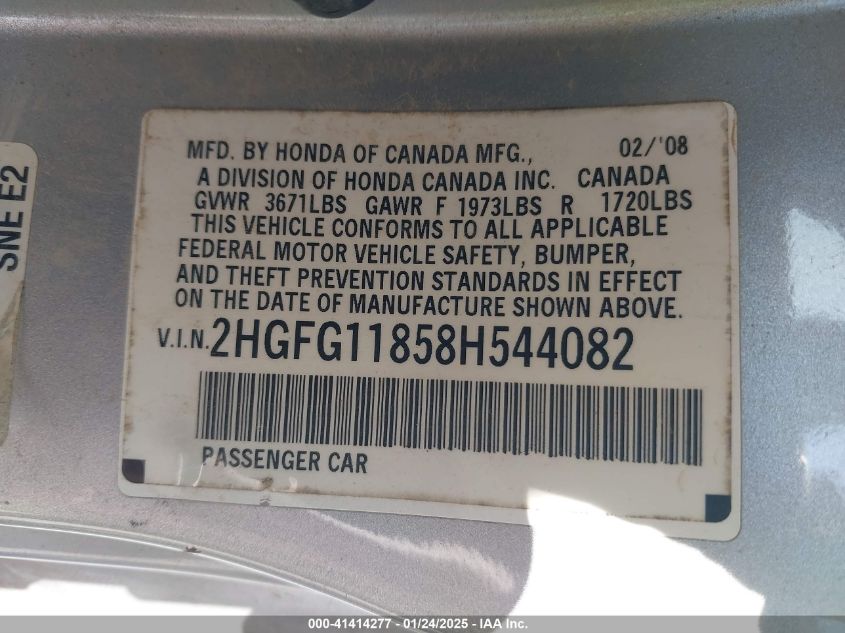 SNE E2
MFD. BY HONDA OF CANADA MFG., 02/'08
A DIVISION OF HONDA CANADA INC. CANADA
GVWR 3671LBS GAWR F 1973LBS R 1720LBS
THIS VEHICLE CONFORMS TO ALL APPLICABLE
FEDERAL MOTOR VEHICLE SAFETY, BUMPER,
AND THEFT PREVENTION STANDARDS IN EFFECT
ON THE DATE OF MANUFACTURE SHOWN ABOVE.
V.I.N. 2HGFG11858H544082
PASSENGER CAR
000-41414277 - 01/24/2025 - IAA Inc.